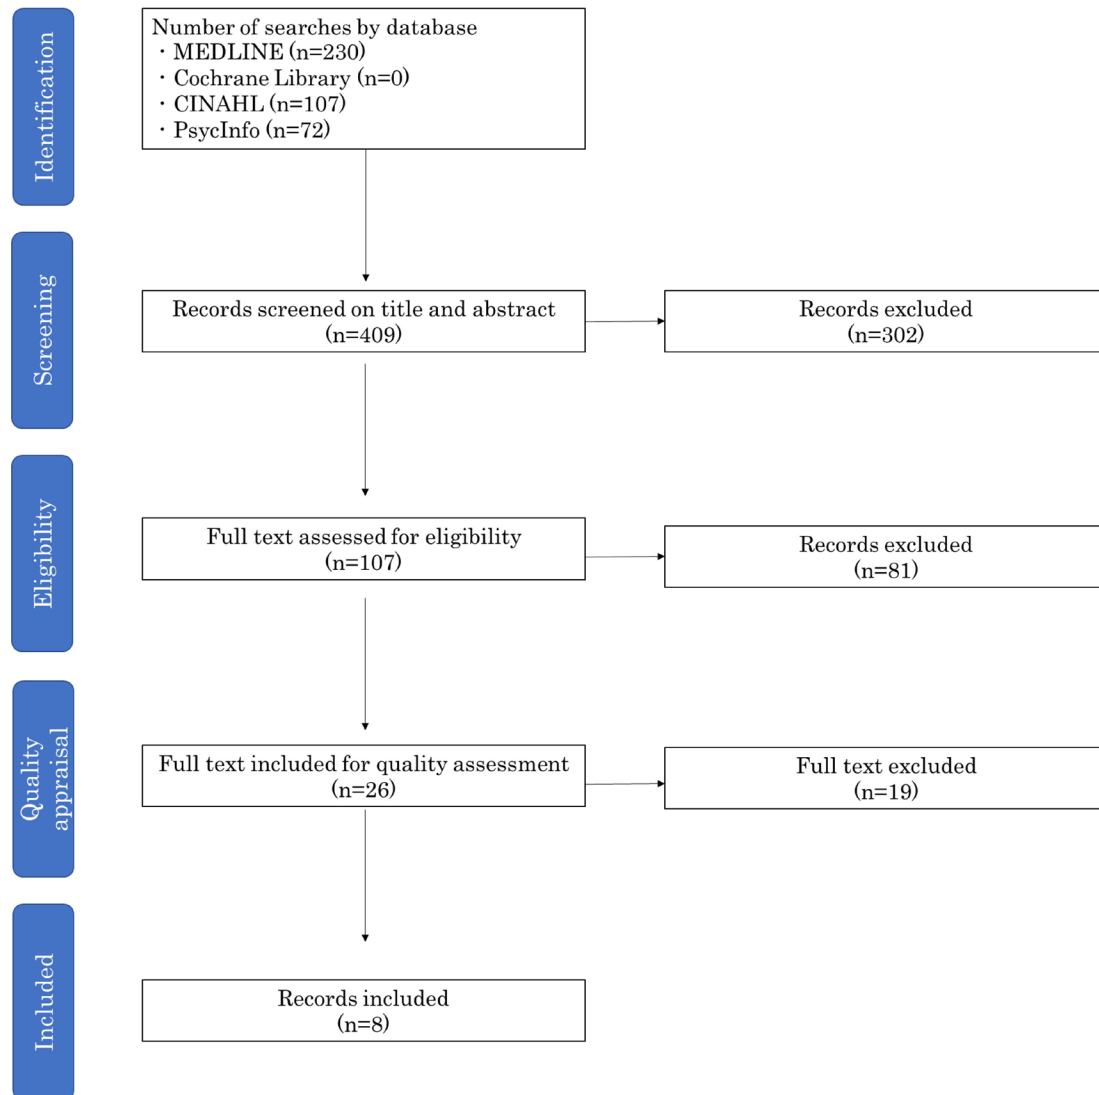 Identification
Number of searches by database
・MEDLINE (n=230)
・Cochrane Library (n=0)
・CINAHL (n=107)
・PsycInfo (n=72)
Screening
Records screened on title and abstract
(n=409)
Records excluded
(n=302)
Eligibility
Full text assessed for eligibility
(n=107)
Records excluded
(n=81)
Quality
appraisal
Full text included for quality assessment
(n=26)
Full text excluded
(n=19)
Included
Records included
(n=8)